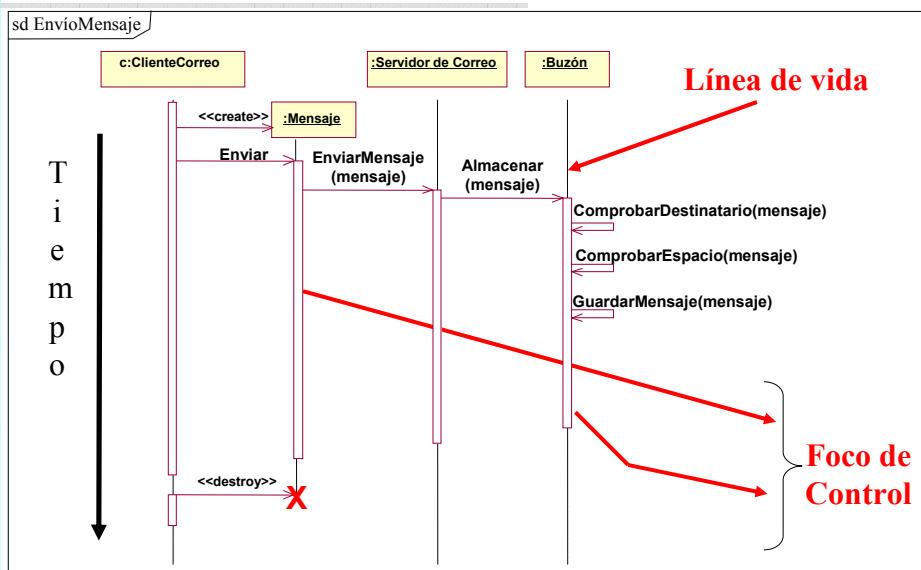 sd EnvíoMensaje
c:ClienteCorreo
:Servidor de Correo
:Buzón
Línea de vida
<<create>>
:Mensaje
Enviar
EnviarMensaje
(mensaje)
Almacenar
(mensaje)
Tiempo
ComprobarDestinatario(mensaje)
ComprobarEspacio(mensaje)
GuardarMensaje(mensaje)
Foco de
Control
<<destroy>>
X